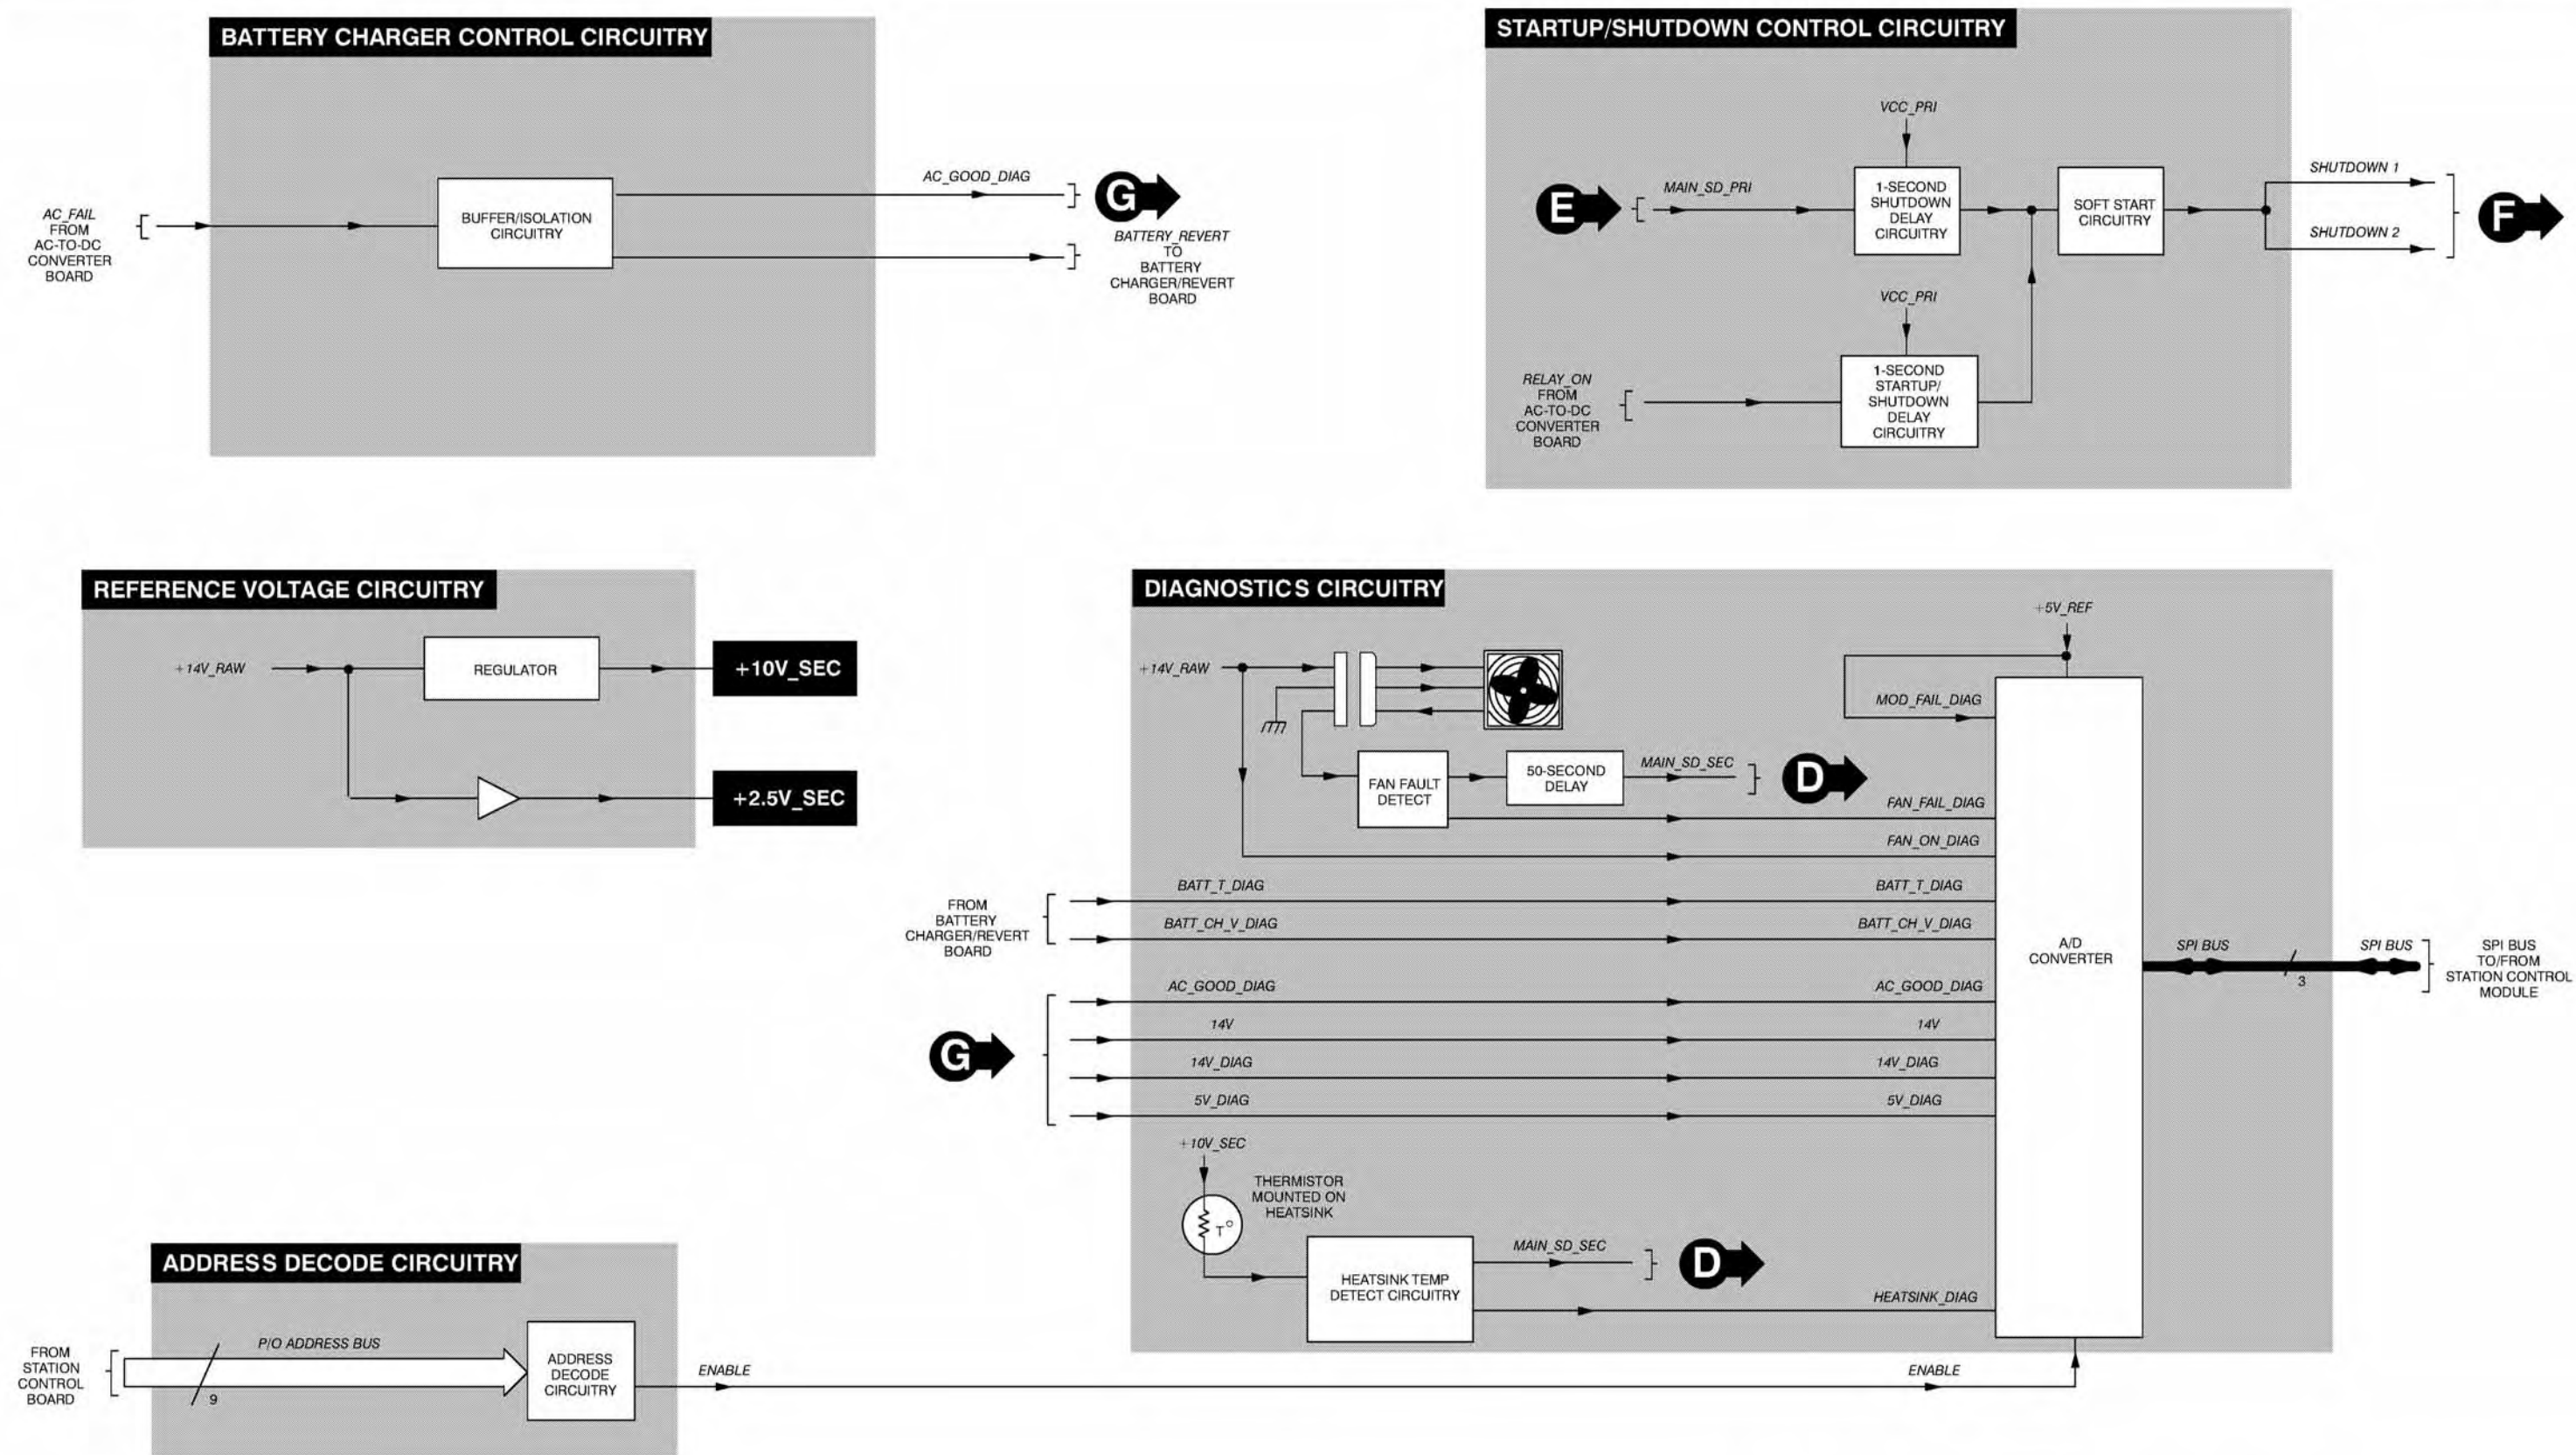 BATTERY CHARGER CONTROL CIRCUITRY
AC_FAIL
FROM
AC-TO-DC
CONVERTER
BOARD
BUFFER/ISOLATION
CIRCUITRY
AC_GOOD_DIAG
G
BATTERY_REVERT
TO
BATTERY
CHARGER/REVERT
BOARD
STARTUP/SHUTDOWN CONTROL CIRCUITRY
VCC_PRI
E
MAIN_SD_PRI
1-SECOND
SHUTDOWN
DELAY
CIRCUITRY
SOFT START
CIRCUITRY
SHUTDOWN 1
SHUTDOWN 2
F
VCC_PRI
RELAY_ON
FROM
AC-TO-DC
CONVERTER
BOARD
1-SECOND
STARTUP/
SHUTDOWN
DELAY
CIRCUITRY
REFERENCE VOLTAGE CIRCUITRY
+14V_RAW
REGULATOR
+10V_SEC
+2.5V_SEC
DIAGNOSTICS CIRCUITRY
+5V_REF
+14V_RAW
MOD_FAIL_DIAG
FAN FAULT
DETECT
50-SECOND
DELAY
MAIN_SD_SEC
D
FAN_FAIL_DIAG
FAN_ON_DIAG
FROM
BATTERY
CHARGER/REVERT
BOARD
BATT_T_DIAG
BATT_T_DIAG
BATT_CH_V_DIAG
BATT_CH_V_DIAG
A/D
CONVERTER
SPI BUS
3
SPI BUS
SPI BUS
TO/FROM
STATION CONTROL
MODULE
G
AC_GOOD_DIAG
AC_GOOD_DIAG
14V
14V
14V_DIAG
14V_DIAG
5V_DIAG
5V_DIAG
+10V_SEC
THERMISTOR
MOUNTED ON
HEATSINK
T°
HEATSINK TEMP
DETECT CIRCUITRY
MAIN_SD_SEC
D
HEATSINK_DIAG
ADDRESS DECODE CIRCUITRY
FROM
STATION
CONTROL
BOARD
P/O ADDRESS BUS
9
ADDRESS
DECODE
CIRCUITRY
ENABLE
ENABLE